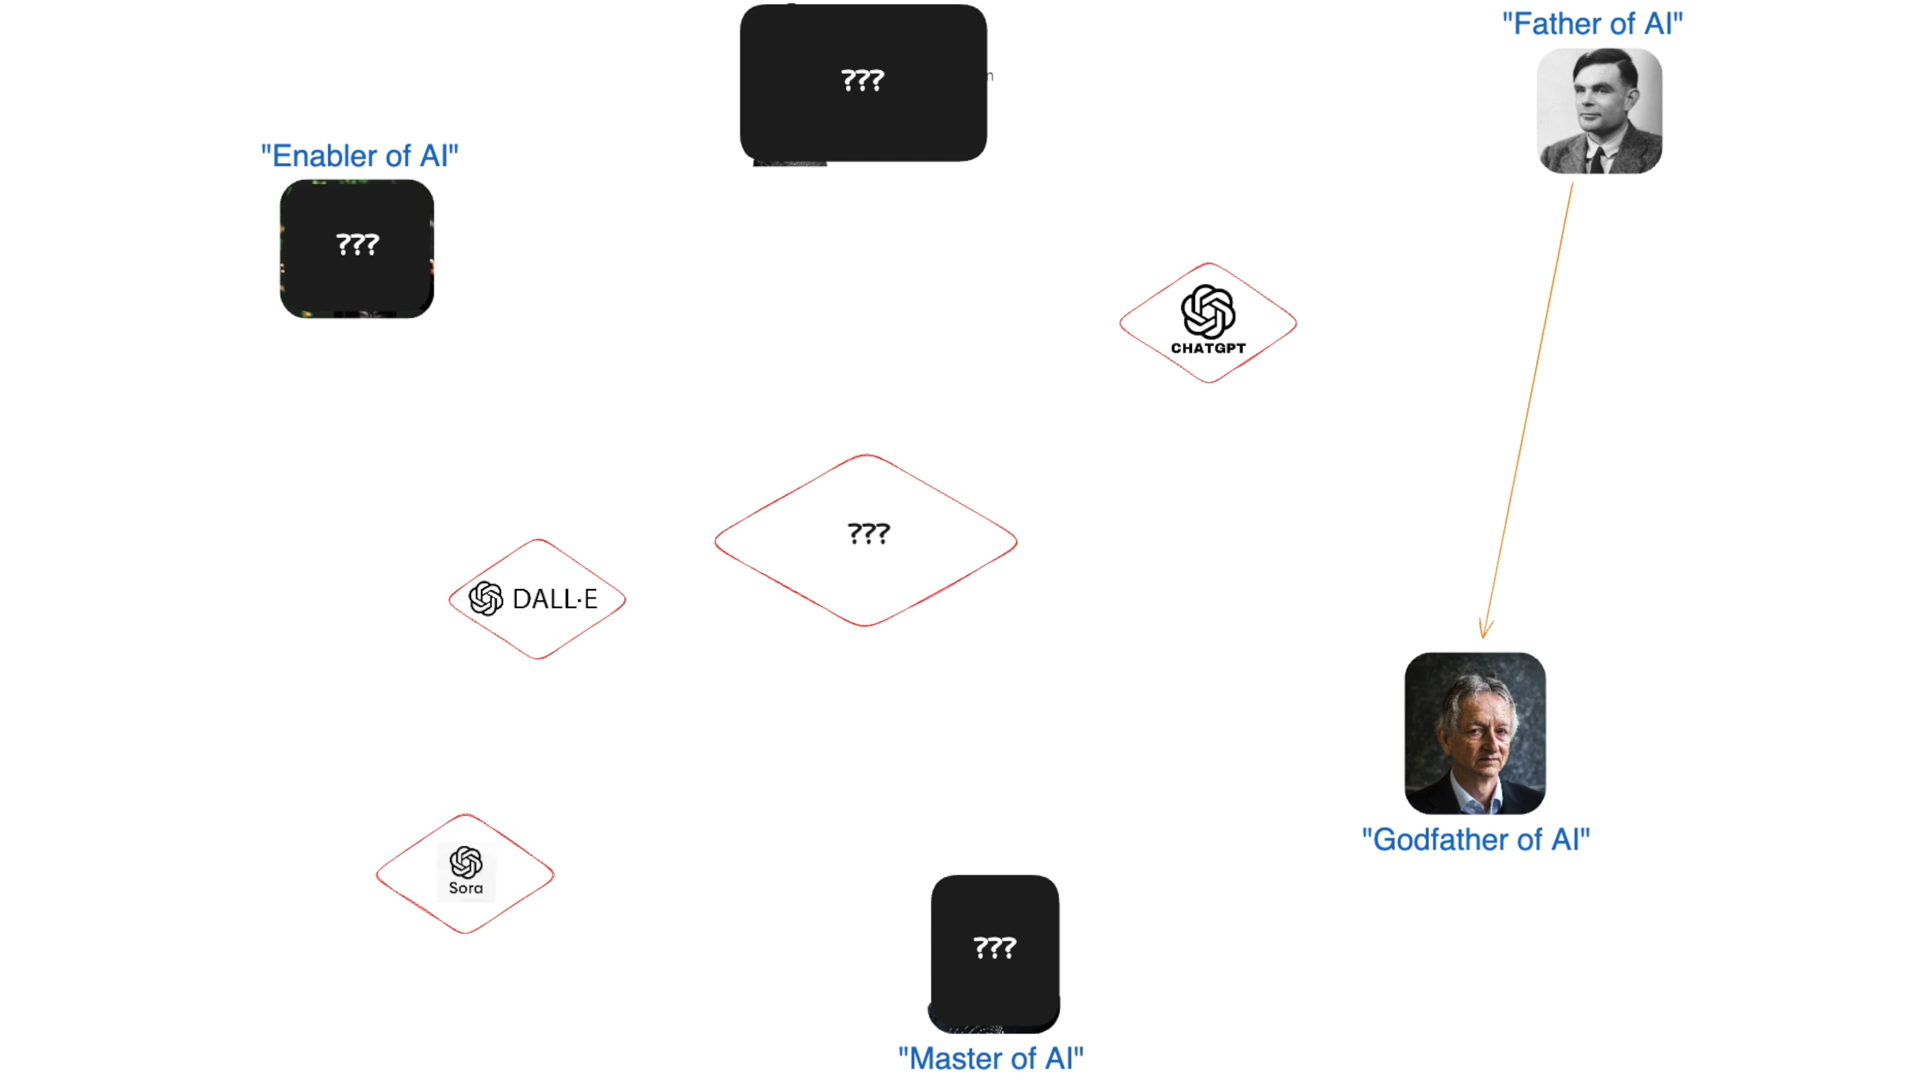 "Father of AI"
???
n
"Enabler of AI"
???
CHATGPT
???
DALL·E
"Godfather of AI"
Sora
???
"Master of AI"